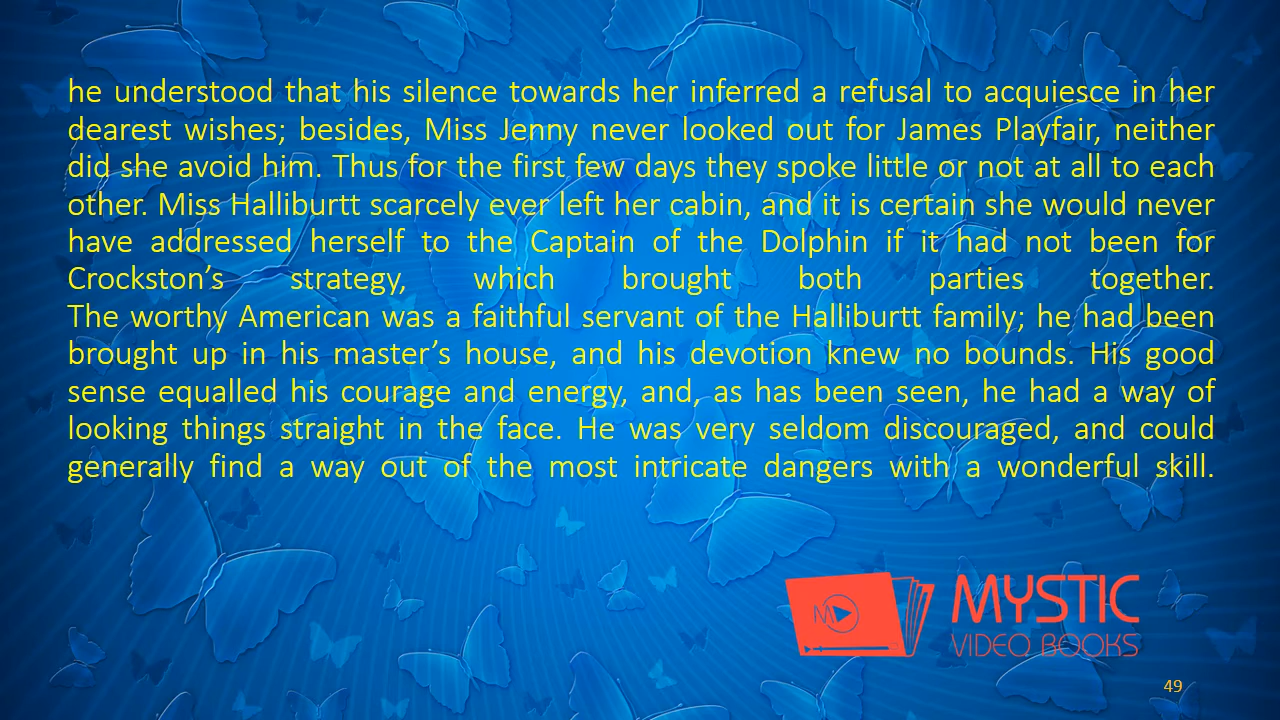 he understood that his silence towards her inferred a refusal to acquiesce in her
dearest wishes; besides, Miss Jenny never looked out for James Playfair, neither
did she avoid him. Thus for the first few days they spoke little or not at all to each
other. Miss Halliburtt scarcely ever left her cabin, and it is certain she would never
have addressed herself to the Captain of the Dolphin if it had not been for
Crockston’s strategy, which brought both parties together.
The worthy American was a faithful servant of the Halliburtt family; he had been
brought up in his master’s house, and his devotion knew no bounds. His good
sense equalled his courage and energy, and, as has been seen, he had a way of
looking things straight in the face. He was very seldom discouraged, and could
generally find a way out of the most intricate dangers with a wonderful skill.
M
MYSTIC
VIDEO BOOKS
49